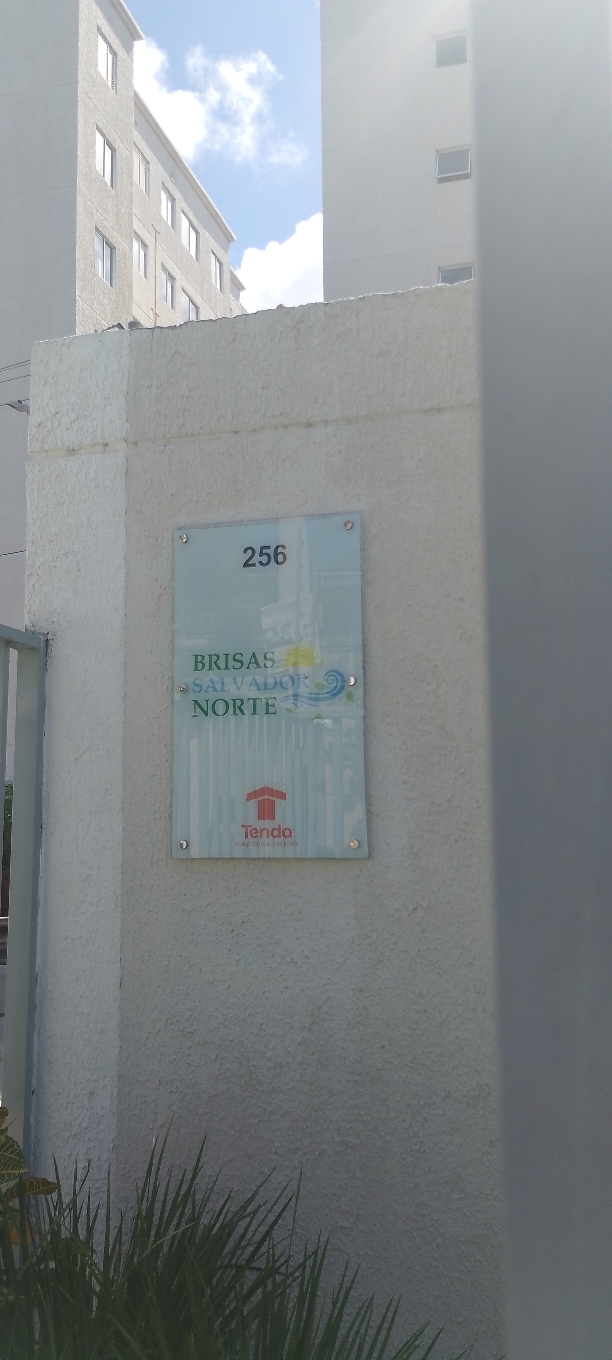 256
BRISAS
SALVADOR
NORTE
Tenda